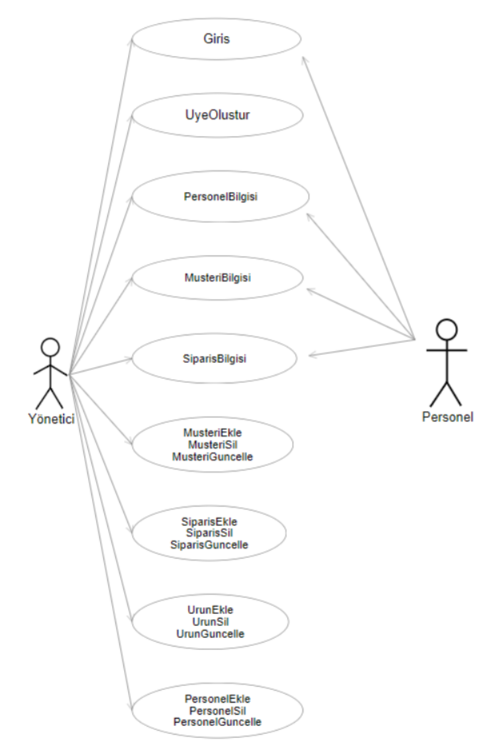 Giris
UyeOlustur
PersonelBilgisi
MusteriBilgisi
SiparisBilgisi
Yönetici
Personel
MusteriEkle
MusteriSil
MusteriGuncelle
SiparisEkle
SiparisSil
SiparisGuncelle
UrunEkle
UrunSil
UrunGuncelle
PersonelEkle
PersonelSil
PersonelGuncelle